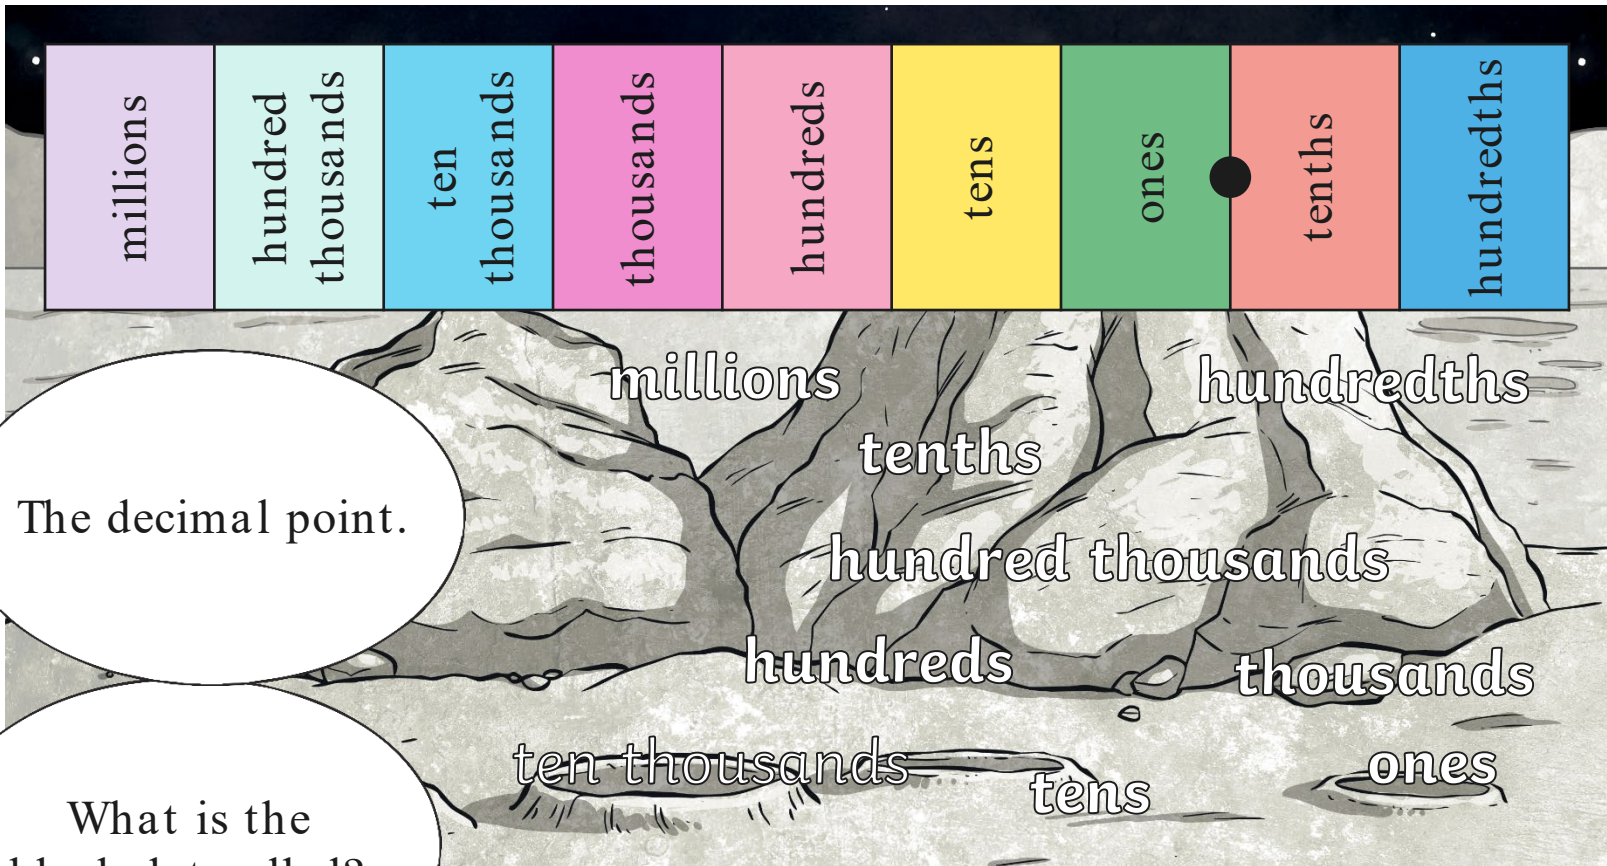 millions
hundred
thousands
ten
thousands
thousands
hundreds
tens
ones
tenths
hundredths
millions
hundredths
tenths
The decimal point.
hundred thousands
hundreds
thousands
ten thousands
ones
tens
What is the